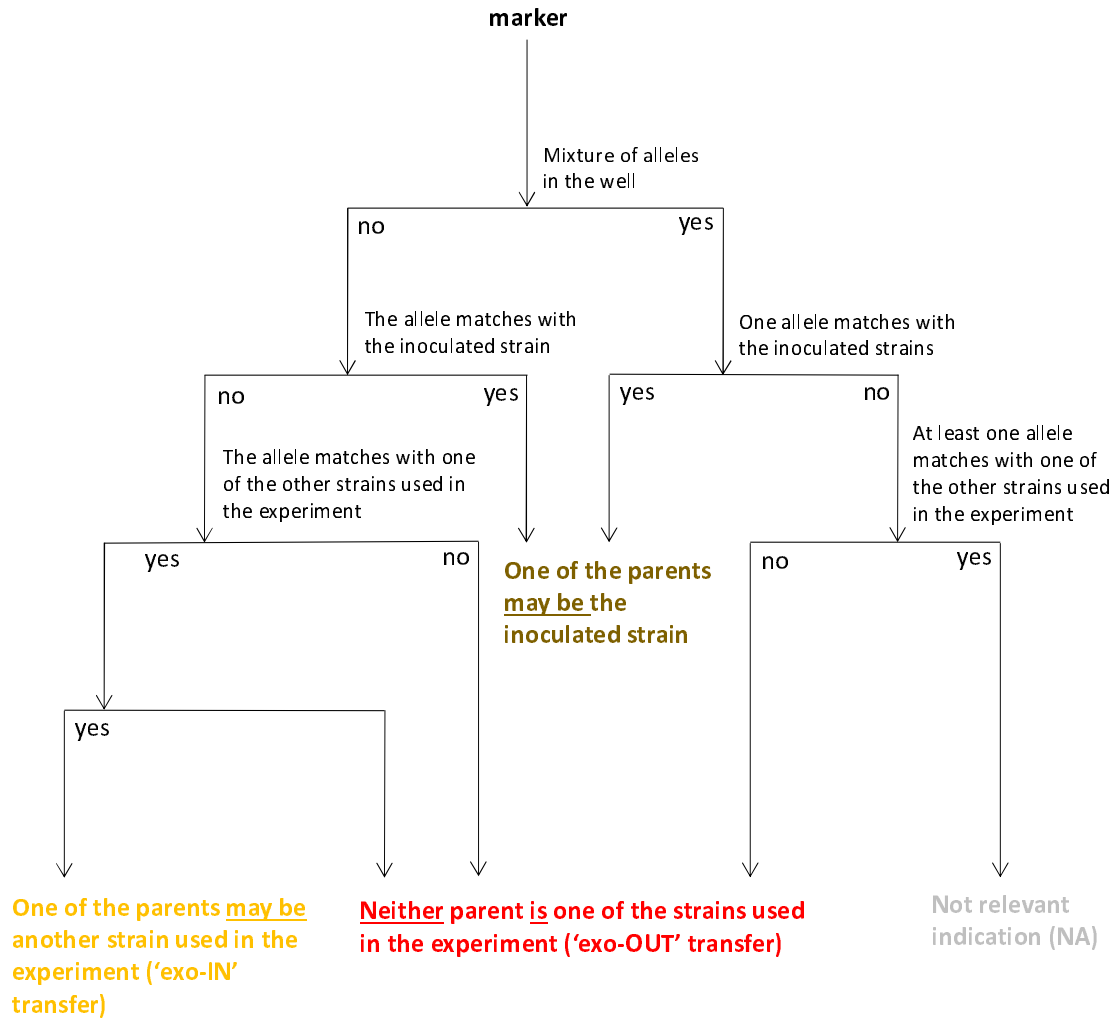 marker
Mixture of alleles
in the well
no
yes
The allele matches with
the inoculated strain
One allele matches with
the inoculated strains
no
yes
yes
no
The allele matches with one
of the other strains used in
the experiment
At least one allele
matches with one of
the other strains used
in the experiment
yes
no
One of the parents
may be the
inoculated strain
no
yes
yes
One of the parents may be
another strain used in the
experiment (‘exo-IN’
transfer)
Neither parent is one of the strains used
in the experiment (‘exo-OUT’ transfer)
Not relevant
indication (NA)